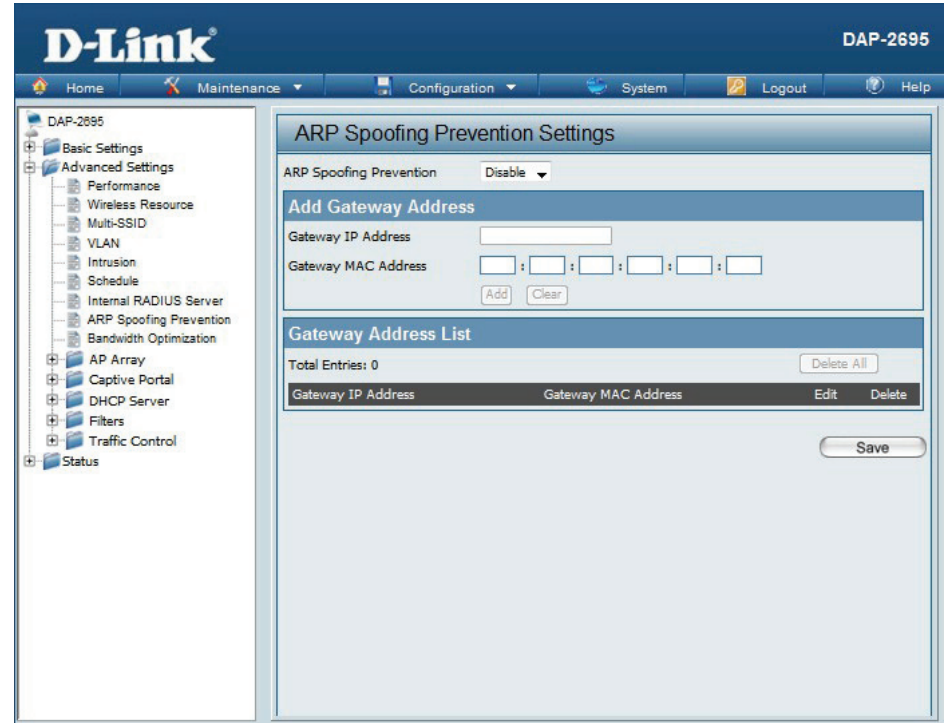 D-Link
DAP-2695
Home Maintenance Configuration System Logout Help
DAP-2695
Basic Settings
Advanced Settings
Performance
Wireless Resource
Multi-SSID
VLAN
Intrusion
Schedule
Internal RADIUS Server
ARP Spoofing Prevention
Bandwidth Optimization
AP Array
Captive Portal
DHCP Server
Filters
Traffic Control
Status
ARP Spoofing Prevention Settings
ARP Spoofing Prevention Disable
Add Gateway Address
Gateway IP Address
Gateway MAC Address : : : : :
Add Clear
Gateway Address List
Total Entries: 0 Delete All
Gateway IP Address Gateway MAC Address Edit Delete
Save